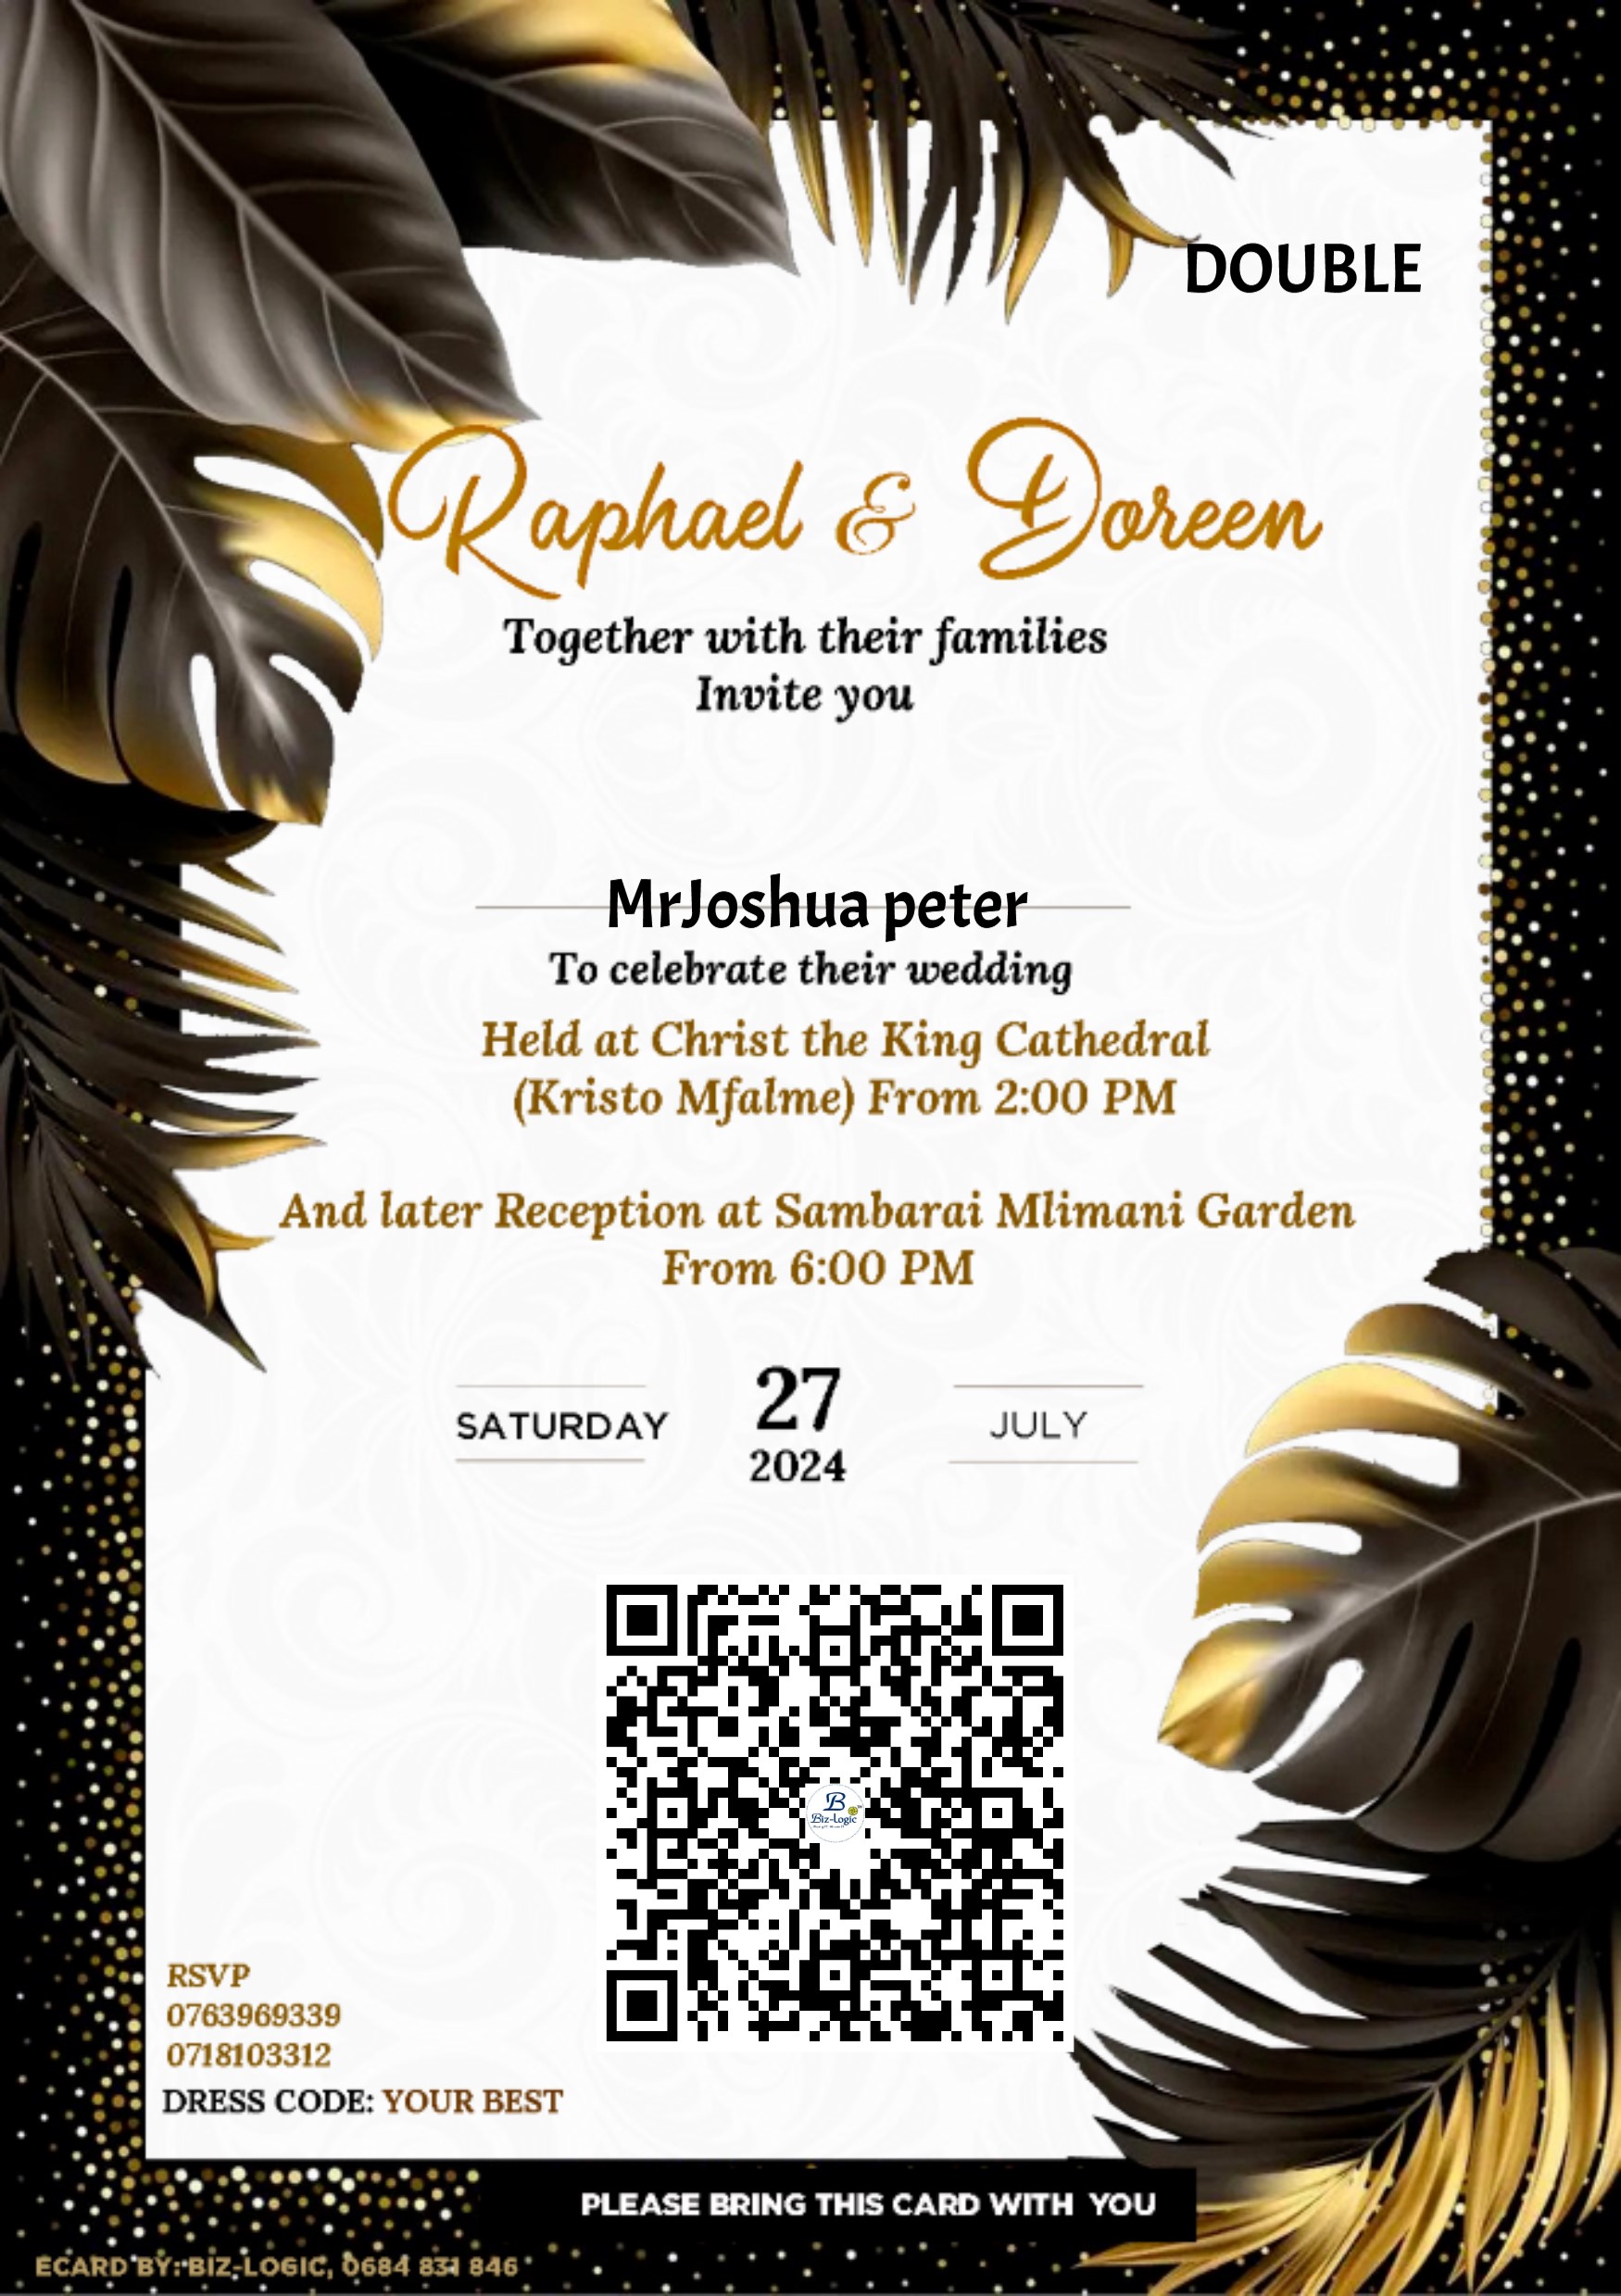 DOUBLE
Raphael & Doreen
Together with their families
Invite you
MrJoshua peter
To celebrate their wedding
Held at Christ the King Cathedral
(Kristo Mfalme) From 2:00 PM
And later Reception at Sambarai Mlimani Garden
From 6:00 PM
SATURDAY
27
2024
JULY
B
Biz-Logic
RSVP
0763969339
0718103312
DRESS CODE: YOUR BEST
PLEASE BRING THIS CARD WITH YOU
ECARD BY: BIZ-LOGIC, 0684 831 846